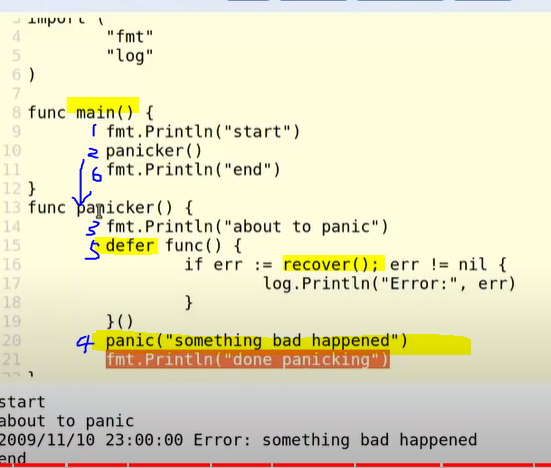 3 import (
4 "fmt"
5 "log"
6 )
7
8 func main() {
9 1 fmt.Println("start")
10 2 panicker()
11 6 fmt.Println("end")
12 }
13 func panicker() {
14 3 fmt.Println("about to panic")
15 5 defer func() {
16 if err := recover(); err != nil {
17 log.Println("Error:", err)
18 }
19 }()
20 4 panic("something bad happened")
21 fmt.Println("done panicking")
22 }
start
about to panic
2009/11/10 23:00:00 Error: something bad happened
end